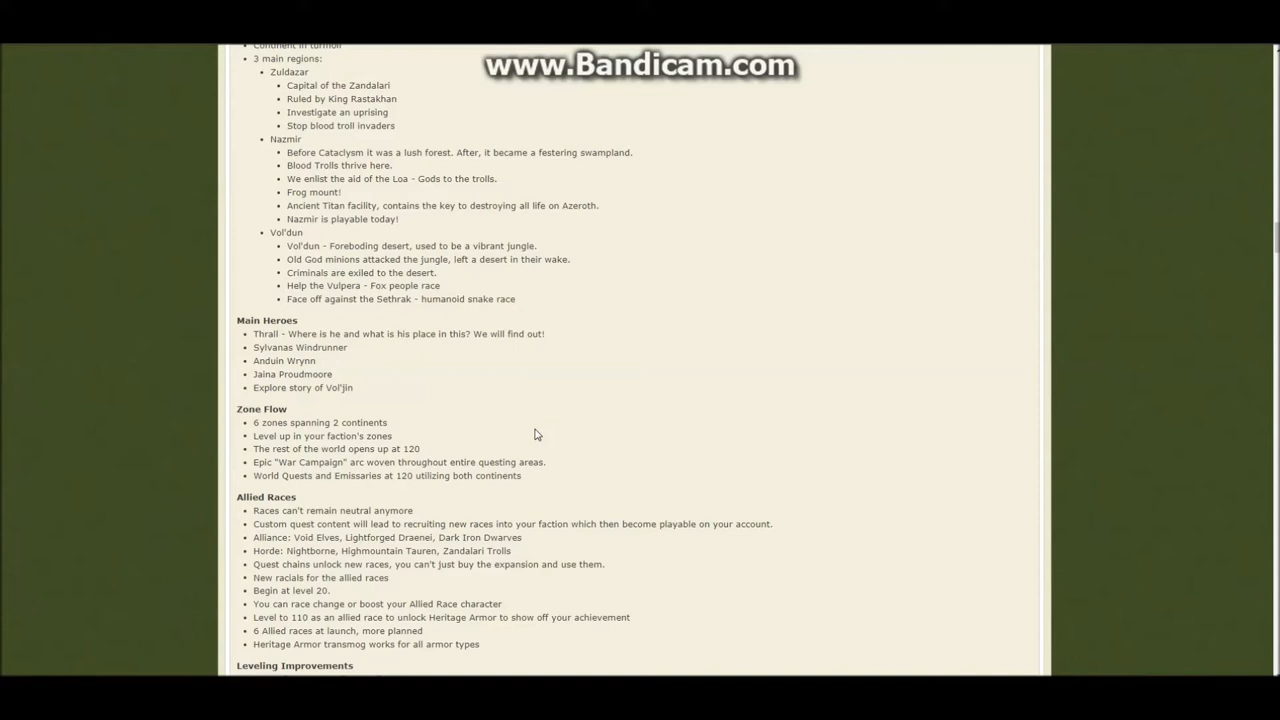 Continent in turmoil
www.Bandicam.com
3 main regions:
Zuldazar
Capital of the Zandalari
Ruled by King Rastakhan
Investigate an uprising
Stop blood troll invaders
Nazmir
Before Cataclysm it was a lush forest. After, it became a festering swampland.
Blood Trolls thrive here.
We enlist the aid of the Loa - Gods to the trolls.
Frog mount!
Ancient Titan facility, contains the key to destroying all life on Azeroth.
Nazmir is playable today!
Vol'dun
Vol'dun - Foreboding desert, used to be a vibrant jungle.
Old God minions attacked the jungle, left a desert in their wake.
Criminals are exiled to the desert.
Help the Vulpera - Fox people race
Face off against the Sethrak - humanoid snake race
Main Heroes
Thrall - Where is he and what is his place in this? We will find out!
Sylvanas Windrunner
Anduin Wrynn
Jaina Proudmoore
Explore story of Vol'jin
Zone Flow
6 zones spanning 2 continents
Level up in your faction's zones
The rest of the world opens up at 120
Epic "War Campaign" arc woven throughout entire questing areas.
World Quests and Emissaries at 120 utilizing both continents
Allied Races
Races can't remain neutral anymore
Custom quest content will lead to recruiting new races into your faction which then become playable on your account.
Alliance: Void Elves, Lightforged Draenei, Dark Iron Dwarves
Horde: Nightborne, Highmountain Tauren, Zandalari Trolls
Quest chains unlock new races, you can't just buy the expansion and use them.
New racials for the allied races
Begin at level 20.
You can race change or boost your Allied Race character
Level to 110 as an allied race to unlock Heritage Armor to show off your achievement
6 Allied races at launch, more planned
Heritage Armor transmog works for all armor types
Leveling Improvements